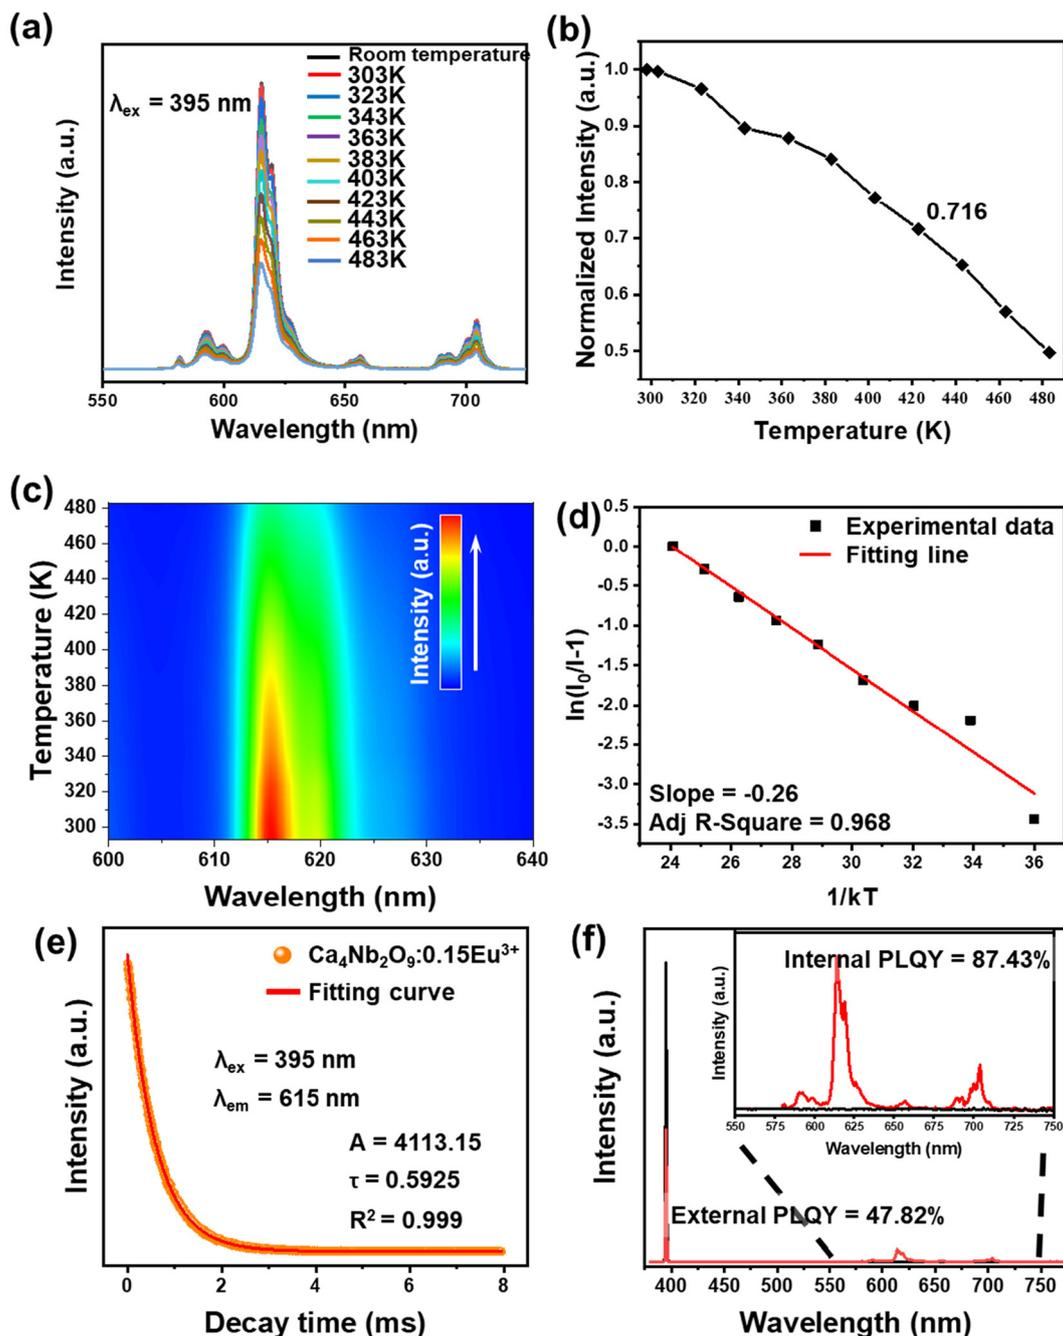 (a)
Room temperature
303K
323K
343K
363K
383K
403K
423K
443K
463K
483K
λex = 395 nm
Intensity (a.u.)
550 600 650 700
Wavelength (nm)
(b)
Normalized Intensity (a.u.)
1.0
0.9
0.8
0.7
0.6
0.5
0.716
300 320 340 360 380 400 420 440 460 480
Temperature (K)
(c)
Temperature (K)
480
460
440
420
400
380
360
340
320
300
Intensity (a.u.)
600 610 620 630 640
Wavelength (nm)
(d)
ln(I0/I-1)
0.5
0.0
-0.5
-1.0
-1.5
-2.0
-2.5
-3.0
-3.5
Experimental data
Fitting line
Slope = -0.26
Adj R-Square = 0.968
24 26 28 30 32 34 36
1/kT
(e)
Intensity (a.u.)
Ca4Nb2O9:0.15Eu3+
Fitting curve
λex = 395 nm
λem = 615 nm
A = 4113.15
τ = 0.5925
R2 = 0.999
0 2 4 6 8
Decay time (ms)
(f)
Intensity (a.u.)
Internal PLQY = 87.43%
Intensity (a.u.)
550 575 600 625 650 675 700 725 750
Wavelength (nm)
External PLQY = 47.82%
400 450 500 550 600 650 700 750
Wavelength (nm)